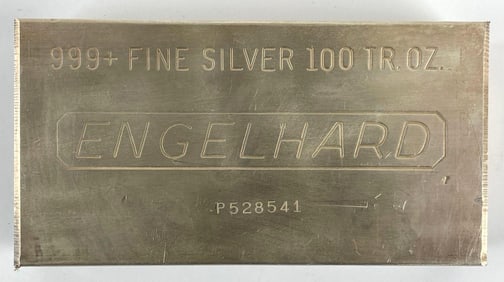 999+ FINE SILVER 100 TR. OZ.
ENGELHARD
P528541